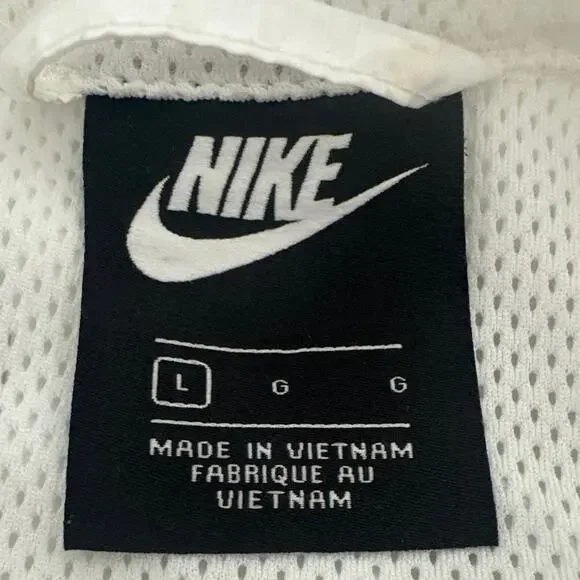 NIKE
L G G
MADE IN VIETNAM
FABRIQUE AU
VIETNAM